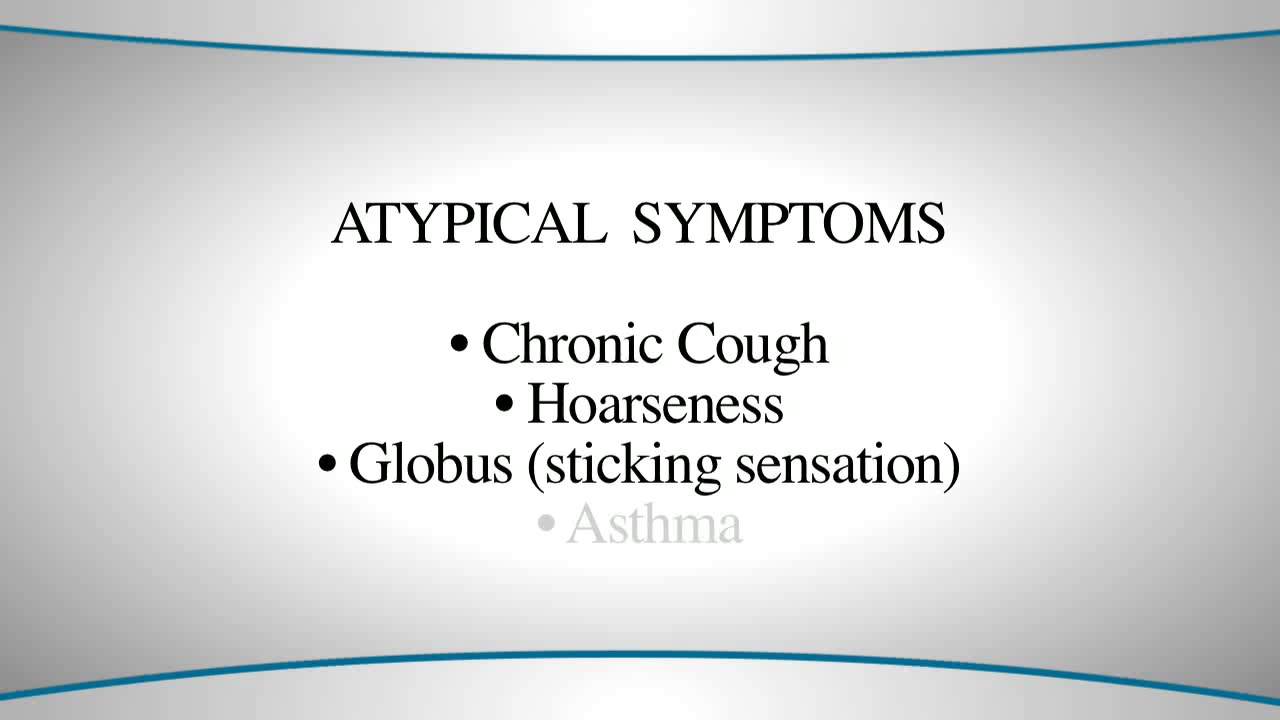 ATYPICAL SYMPTOMS
• Chronic Cough
• Hoarseness
• Globus (sticking sensation)
• Asthma